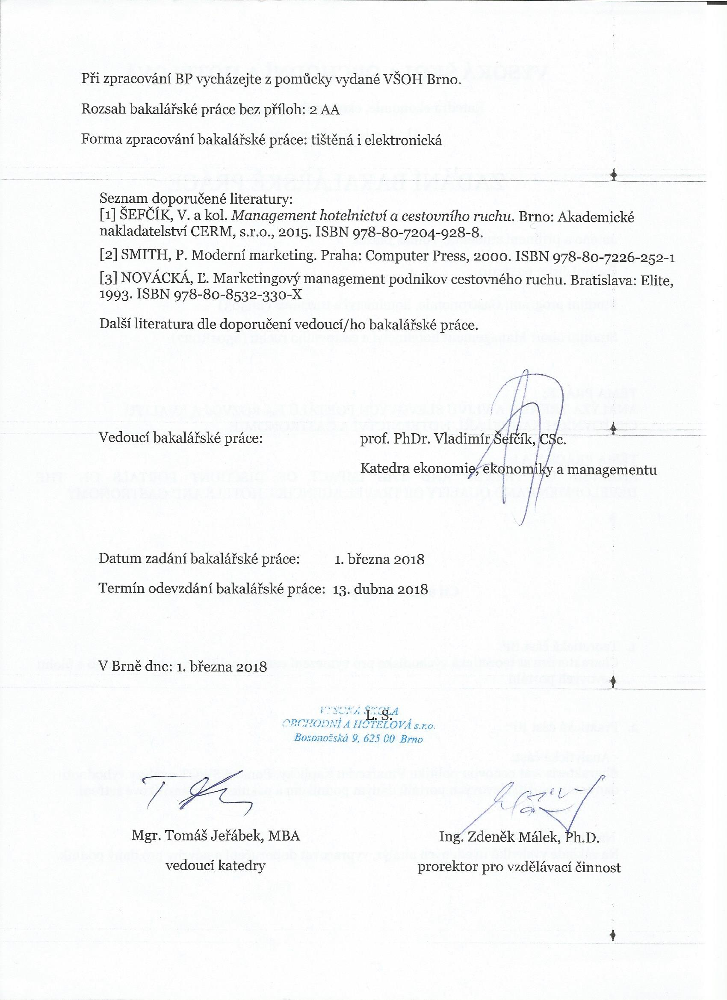 Při zpracování BP vycházejte z pomůcky vydané VŠOH Brno.
Rozsah bakalářské práce bez příloh: 2 AA
Forma zpracování bakalářské práce: tištěná i elektronická
Seznam doporučené literatury:
[1] ŠEFČÍK, V. a kol. Management hotelnictví a cestovního ruchu. Brno: Akademické
nakladatelství CERM, s.r.o., 2015. ISBN 978-80-7204-928-8.
[2] SMITH, P. Moderní marketing. Praha: Computer Press, 2000. ISBN 978-80-7226-252-1
[3] NOVÁCKÁ, Ľ. Marketingový management podnikov cestovného ruchu. Bratislava: Elite,
1993. ISBN 978-80-8532-330-X
Další literatura dle doporučení vedoucí/ho bakalářské práce.
Vedoucí bakalářské práce: prof. PhDr. Vladimír Šefčík, CSc.
Katedra ekonomie, ekonomiky a managementu
Datum zadání bakalářské práce: 1. března 2018
Termín odevzdání bakalářské práce: 13. dubna 2018
V Brně dne: 1. března 2018
VYSOKÁ ŠKOLA
L. S.
OBCHODNÍ A HOTELOVÁ s.r.o.
Bosonožská 9, 625 00 Brno
Mgr. Tomáš Jeřábek, MBA Ing. Zdeněk Málek, Ph.D.
vedoucí katedry prorektor pro vzdělávací činnost